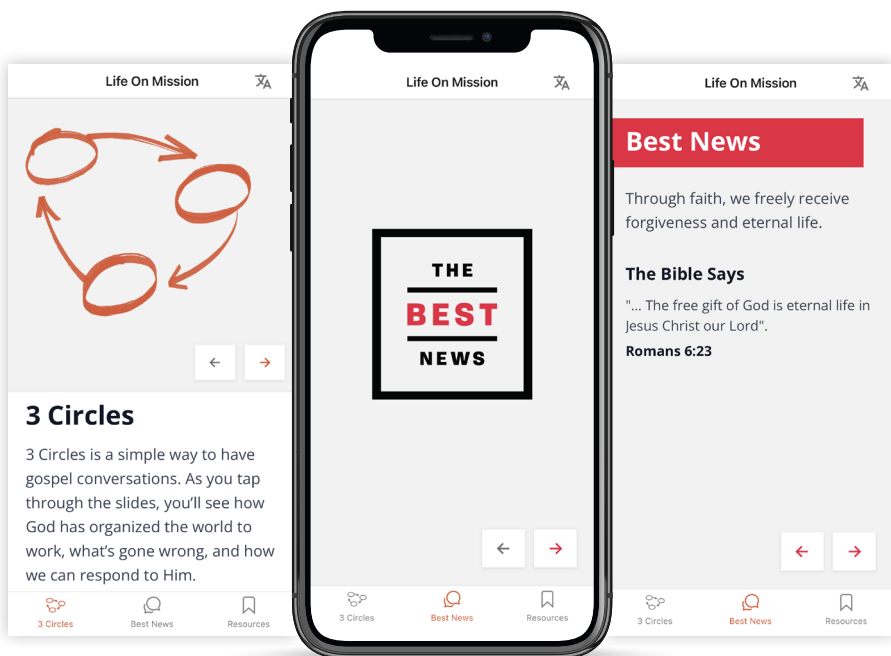 Life On Mission
3 Circles
3 Circles is a simple way to have
gospel conversations. As you tap
through the slides, you’ll see how
God has organized the world to
work, what’s gone wrong, and how
we can respond to Him.
3 Circles
Best News
Resources
Life On Mission
THE
BEST
NEWS
3 Circles
Best News
Resources
Life On Mission
Best News
Through faith, we freely receive
forgiveness and eternal life.
The Bible Says
"... The free gift of God is eternal life in
Jesus Christ our Lord".
Romans 6:23
3 Circles
Best News
Resources